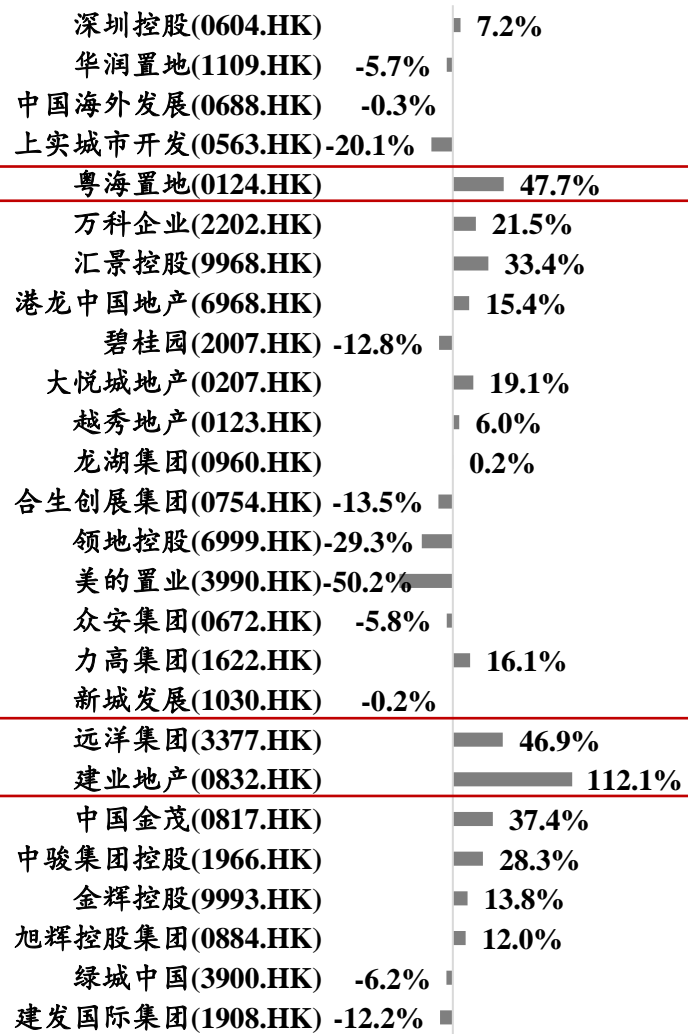 深圳控股(0604.HK) 7.2%
华润置地(1109.HK) -5.7%
中国海外发展(0688.HK) -0.3%
上实城市开发(0563.HK) -20.1%
粤海置地(0124.HK) 47.7%
万科企业(2202.HK) 21.5%
汇景控股(9968.HK) 33.4%
港龙中国地产(6968.HK) 15.4%
碧桂园(2007.HK) -12.8%
大悦城地产(0207.HK) 19.1%
越秀地产(0123.HK) 6.0%
龙湖集团(0960.HK) 0.2%
合生创展集团(0754.HK) -13.5%
领地控股(6999.HK) -29.3%
美的置业(3990.HK) -50.2%
众安集团(0672.HK) -5.8%
力高集团(1622.HK) 16.1%
新城发展(1030.HK) -0.2%
远洋集团(3377.HK) 46.9%
建业地产(0832.HK) 112.1%
中国金茂(0817.HK) 37.4%
中骏集团控股(1966.HK) 28.3%
金辉控股(9993.HK) 13.8%
旭辉控股集团(0884.HK) 12.0%
绿城中国(3900.HK) -6.2%
建发国际集团(1908.HK) -12.2%